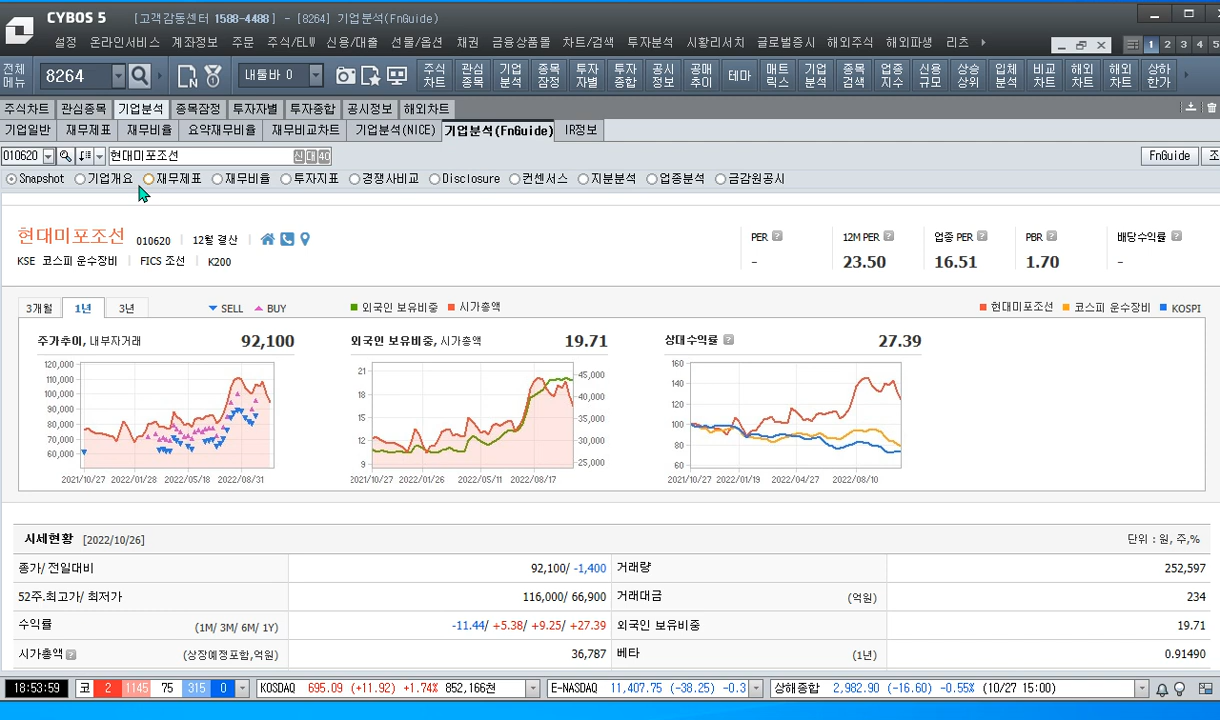 CYBOS 5 [고객감동센터 1588-4488] - [8264] 기업분석(FnGuide)
설정 온라인서비스 계좌정보 주문 주식/ELW 신용/대출 선물/옵션 채권 금융상품몰 차트/검색 투자분석 시황리서치 글로벌증시 해외주식 해외파생 리츠 1 2 3 4 5
전체메뉴 8264 내툴바 0 주식차트 관심종목 기업분석 종목잠정 투자자별 투자종합 공시정보 공매추이 테마 매트릭스 기업분석 종목검색 업종지수 신용규모 상승상위 입체분석 비교차트 해외차트 해외차트 상하한가
주식차트 관심종목 기업분석 종목잠정 투자자별 투자종합 공시정보 해외차트
기업일반 재무제표 재무비율 요약재무비율 재무비교차트 기업분석(NICE) 기업분석(FnGuide) IR정보
010620 현대미포조선 신 대 40 FnGuide 조
Snapshot 기업개요 재무제표 재무비율 투자지표 경쟁사비교 Disclosure 컨센서스 지분분석 업종분석 금감원공시
현대미포조선 010620 12월 결산
PER ? 12M PER ? 업종 PER ? PBR ? 배당수익률 ?
KSE 코스피 운수장비 FICS 조선 K200
- 23.50 16.51 1.70 -
3개월 1년 3년 SELL BUY 외국인 보유비중 시가총액 현대미포조선 코스피 운수장비 KOSPI
주가추이, 내부자거래 92,100 외국인 보유비중, 시가총액 19.71 상대수익률 ? 27.39
120,000
110,000
100,000
90,000
80,000
70,000
60,000
2021/10/27 2022/01/28 2022/05/18 2022/08/31
21
18
15
12
9
45,000
40,000
35,000
30,000
25,000
2021/10/27 2022/01/26 2022/05/11 2022/08/17
160
140
120
100
80
60
2021/10/27 2022/01/19 2022/04/27 2022/08/10
시세현황 [2022/10/26] 단위 : 원, 주,%
종가/ 전일대비 92,100/ -1,400 거래량 252,597
52주.최고가/ 최저가 116,000/ 66,900 거래대금 (억원) 234
수익률 (1M/ 3M/ 6M/ 1Y) -11.44/ +5.38/ +9.25/ +27.39 외국인 보유비중 19.71
시가총액 ? (상장예정포함,억원) 36,787 베타 (1년) 0.91490
18:53:59 코 2 1145 75 315 0 KOSDAQ 695.09 (+11.92) +1.74% 852,166천 E-NASDAQ 11,407.75 (-38.25) -0.3 상해종합 2,982.90 (-16.60) -0.55% (10/27 15:00)